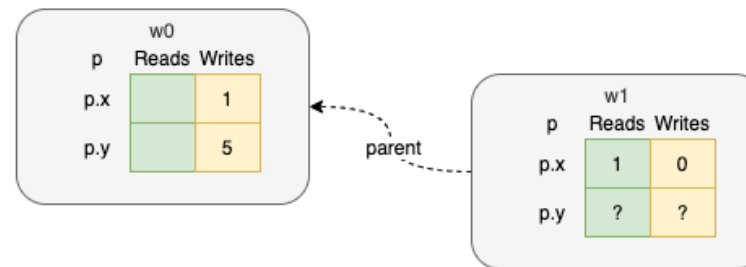 w0
p Reads Writes
p.x 1
p.y 5
parent
w1
p Reads Writes
p.x 1 0
p.y ? ?